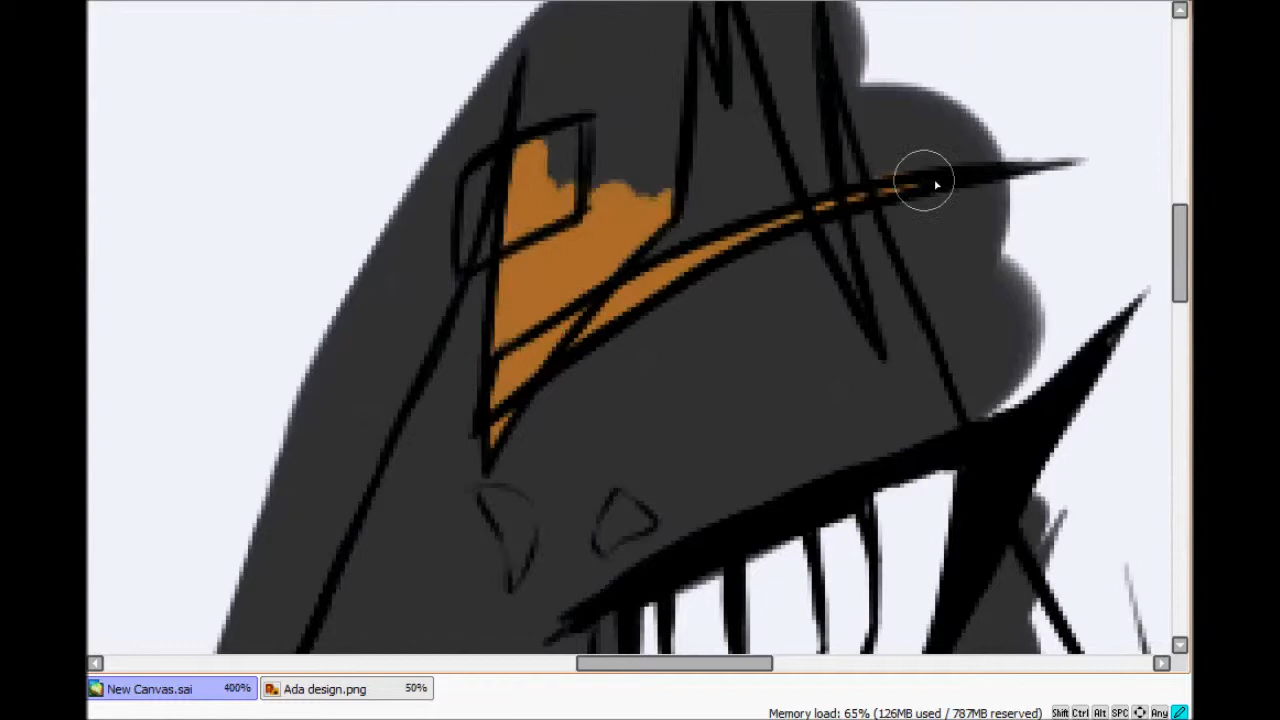 New Canvas.sai 400% Ada design.png 50%
Memory load: 65% (126MB used / 787MB reserved) Shift Ctrl Alt SPC Any